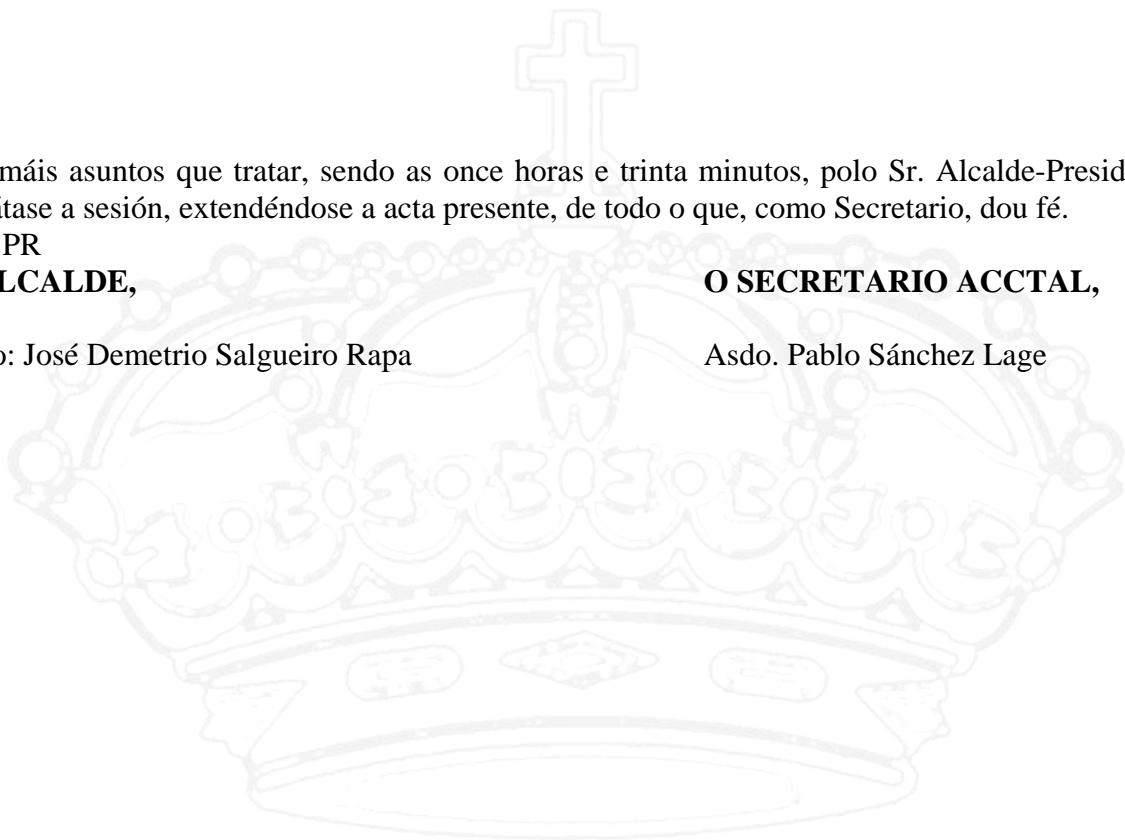 máis asuntos que tratar, sendo as once horas e trinta minutos, polo Sr. Alcalde-Presid
a sesión, extendéndose a acta presente, de todo o que, como Secretario, dou fé.
PR
LCALDE, O SECRETARIO ACCTAL,
o: José Demetrio Salgueiro Rapa Asdo. Pablo Sánchez Lage